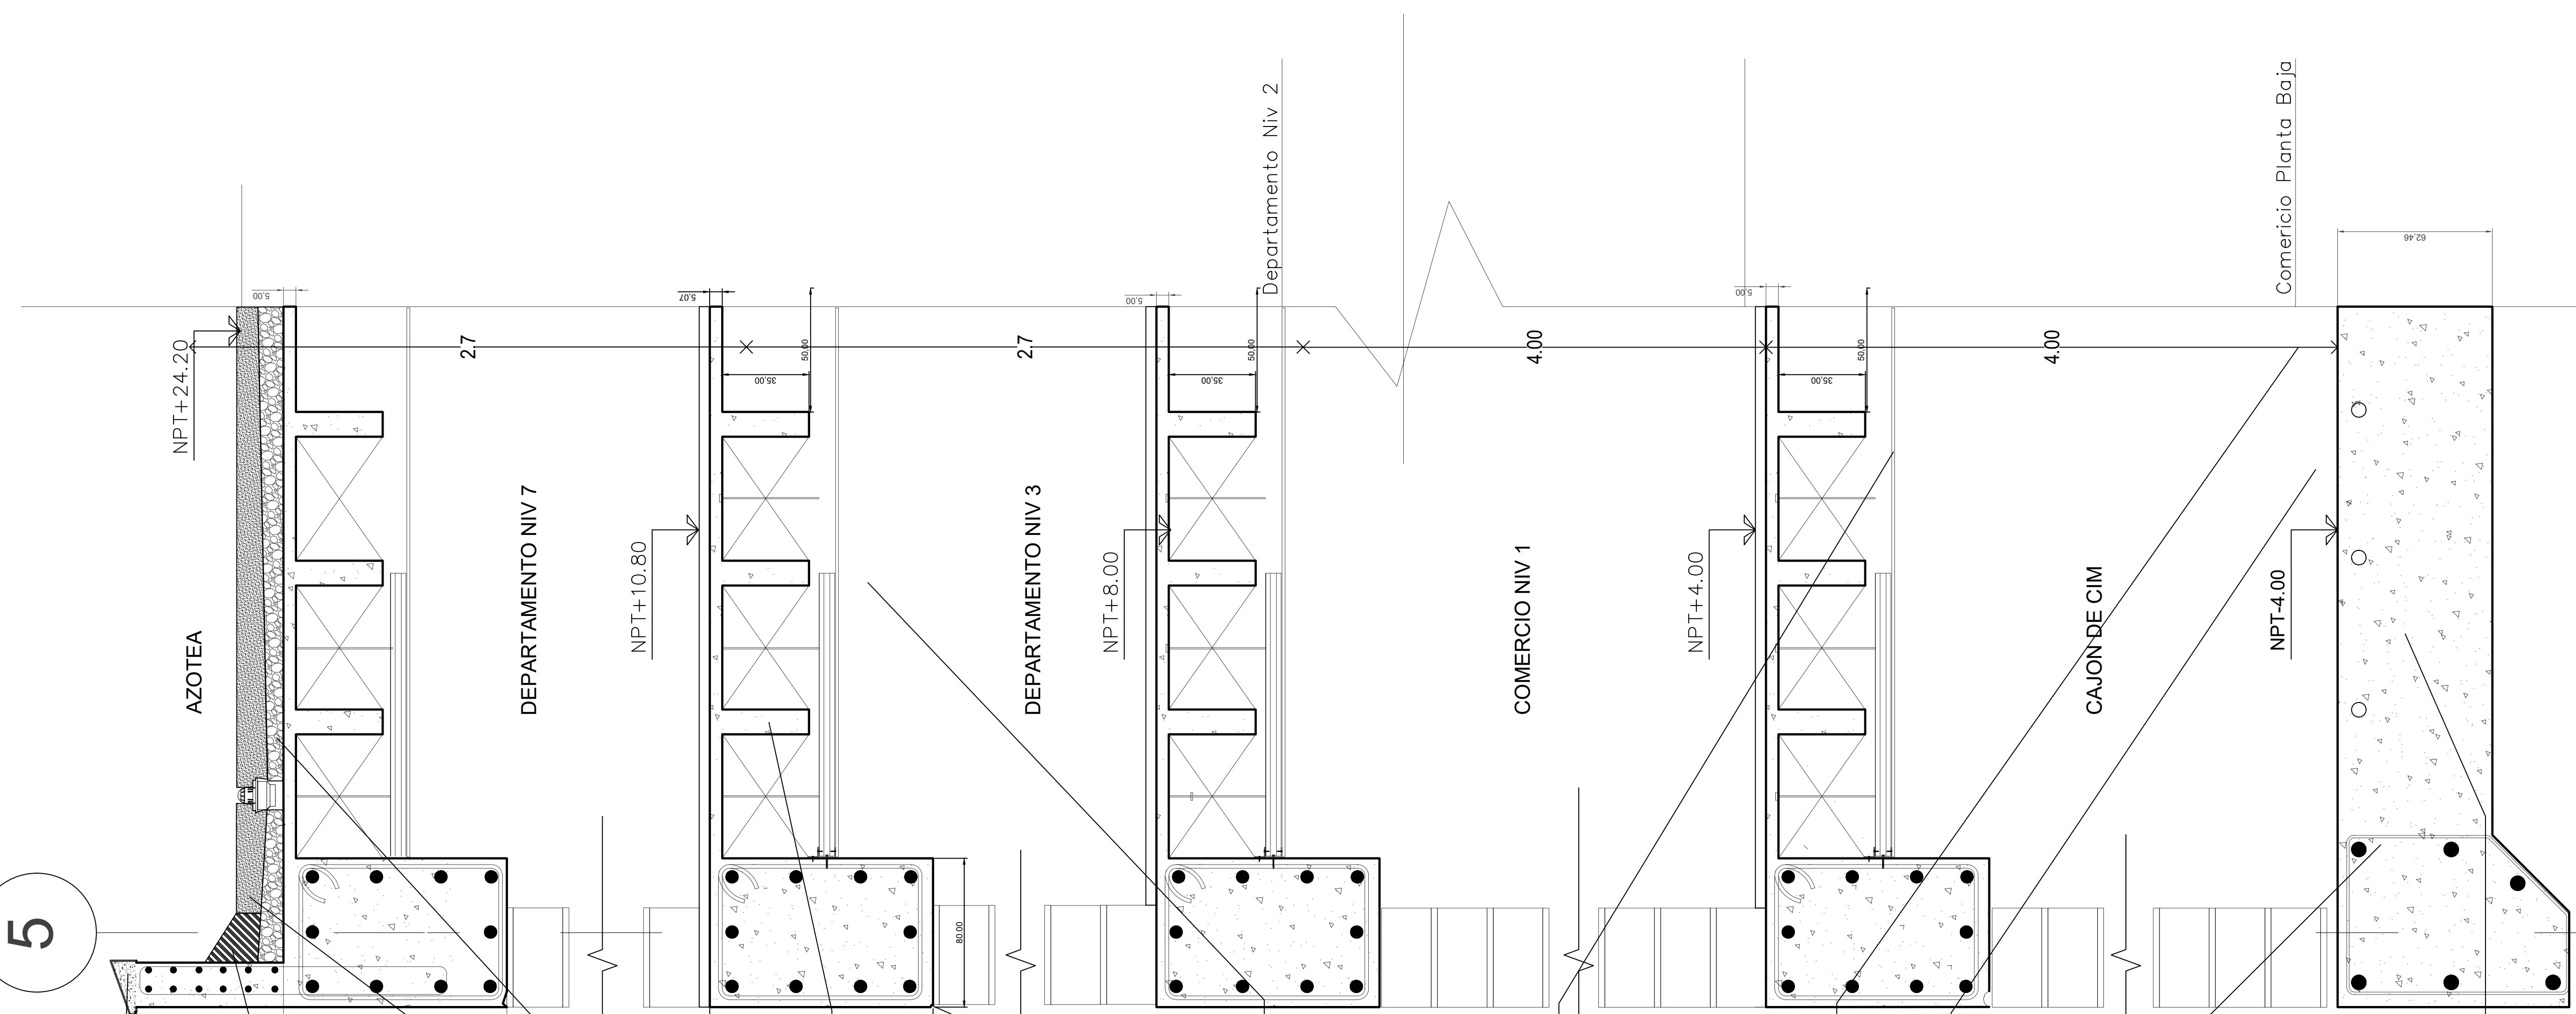 5
NPT+24.20
AZOTEA
5,00
2.7
DEPARTAMENTO NIV 7
NPT+10.80
5,07
50,00
35,00
80.00
2.7
DEPARTAMENTO NIV 3
NPT+8.00
5,00
50,00
35,00
Departamento Niv 2
4.00
COMERCIO NIV 1
NPT+4.00
5,00
50,00
35,00
4.00
CAJON DE CIM
Comericio Planta Baja
NPT-4.00
62,46